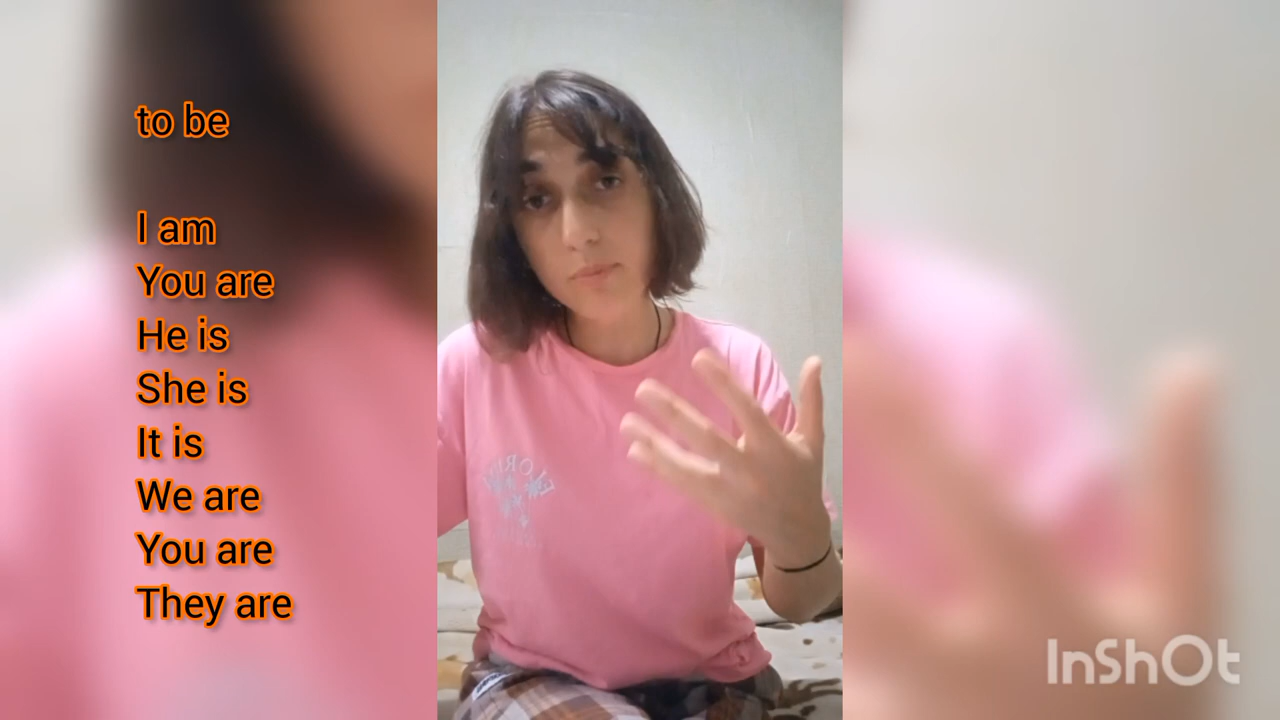 to be
I am
You are
He is
She is
It is
We are
You are
They are
InShOt